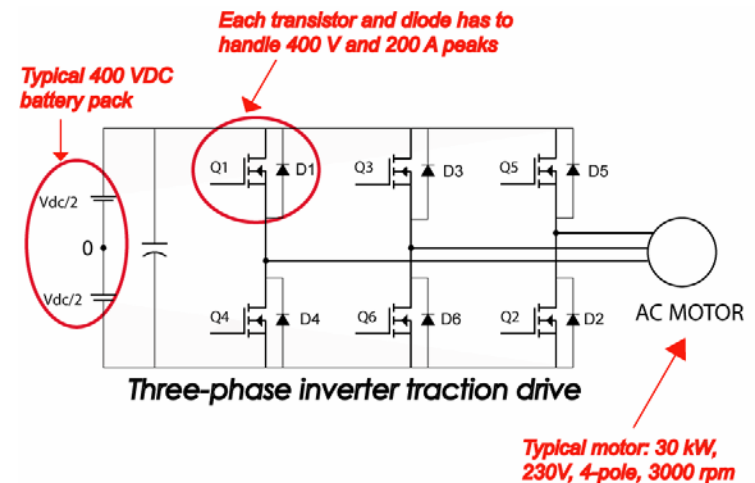 Each transistor and diode has to
handle 400 V and 200 A peaks
Typical 400 VDC
battery pack
Q1
D1
Q3
D3
Q5
D5
Vdc/2
0
Vdc/2
Q4
D4
Q6
D6
Q2
D2
AC MOTOR
Three-phase inverter traction drive
Typical motor: 30 kW,
230V, 4-pole, 3000 rpm